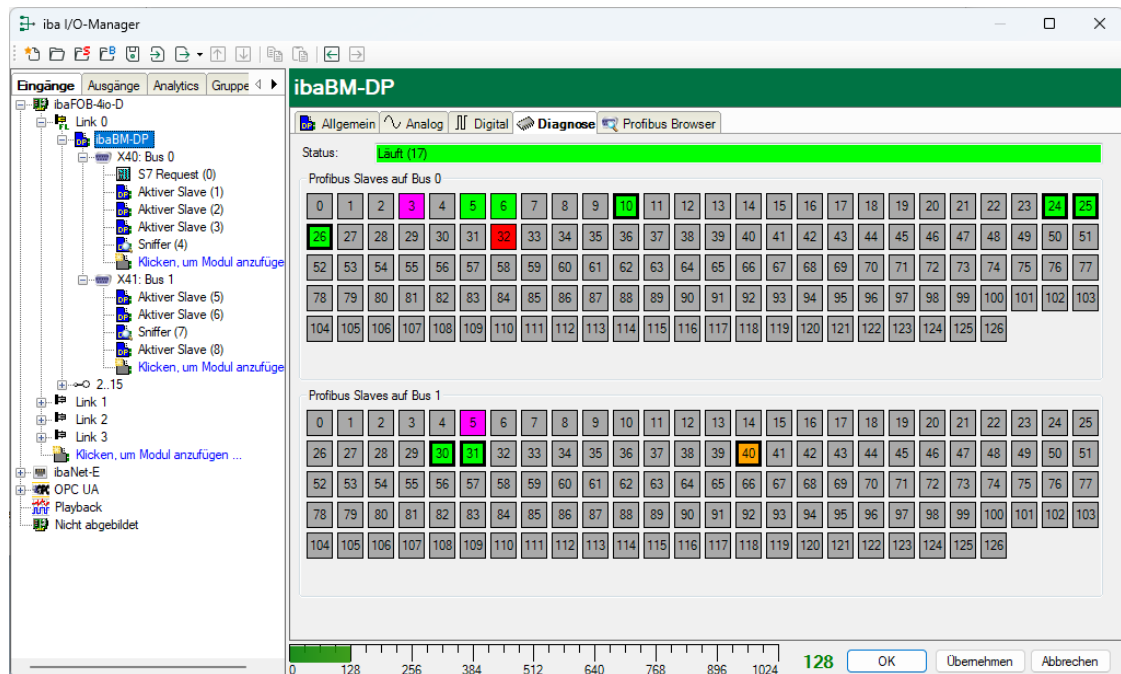 iba I/O-Manager
Eingänge Ausgänge Analytics Gruppe
ibaFOB-4io-D
Link 0
ibaBM-DP
X40: Bus 0
S7 Request (0)
Aktiver Slave (1)
Aktiver Slave (2)
Aktiver Slave (3)
Sniffer (4)
Klicken, um Modul anzufüge
X41: Bus 1
Aktiver Slave (5)
Aktiver Slave (6)
Sniffer (7)
Aktiver Slave (8)
Klicken, um Modul anzufüge
2..15
Link 1
Link 2
Link 3
Klicken, um Modul anzufügen ...
ibaNet-E
OPC UA
Playback
Nicht abgebildet
ibaBM-DP
Allgemein Analog Digital Diagnose Profibus Browser
Status: Läuft (17)
Profibus Slaves auf Bus 0
0 1 2 3 4 5 6 7 8 9 10 11 12 13 14 15 16 17 18 19 20 21 22 23 24 25
26 27 28 29 30 31 32 33 34 35 36 37 38 39 40 41 42 43 44 45 46 47 48 49 50 51
52 53 54 55 56 57 58 59 60 61 62 63 64 65 66 67 68 69 70 71 72 73 74 75 76 77
78 79 80 81 82 83 84 85 86 87 88 89 90 91 92 93 94 95 96 97 98 99 100 101 102 103
104 105 106 107 108 109 110 111 112 113 114 115 116 117 118 119 120 121 122 123 124 125 126
Profibus Slaves auf Bus 1
0 1 2 3 4 5 6 7 8 9 10 11 12 13 14 15 16 17 18 19 20 21 22 23 24 25
26 27 28 29 30 31 32 33 34 35 36 37 38 39 40 41 42 43 44 45 46 47 48 49 50 51
52 53 54 55 56 57 58 59 60 61 62 63 64 65 66 67 68 69 70 71 72 73 74 75 76 77
78 79 80 81 82 83 84 85 86 87 88 89 90 91 92 93 94 95 96 97 98 99 100 101 102 103
104 105 106 107 108 109 110 111 112 113 114 115 116 117 118 119 120 121 122 123 124 125 126
0 128 256 384 512 640 768 896 1024
128 OK Übernehmen Abbrechen